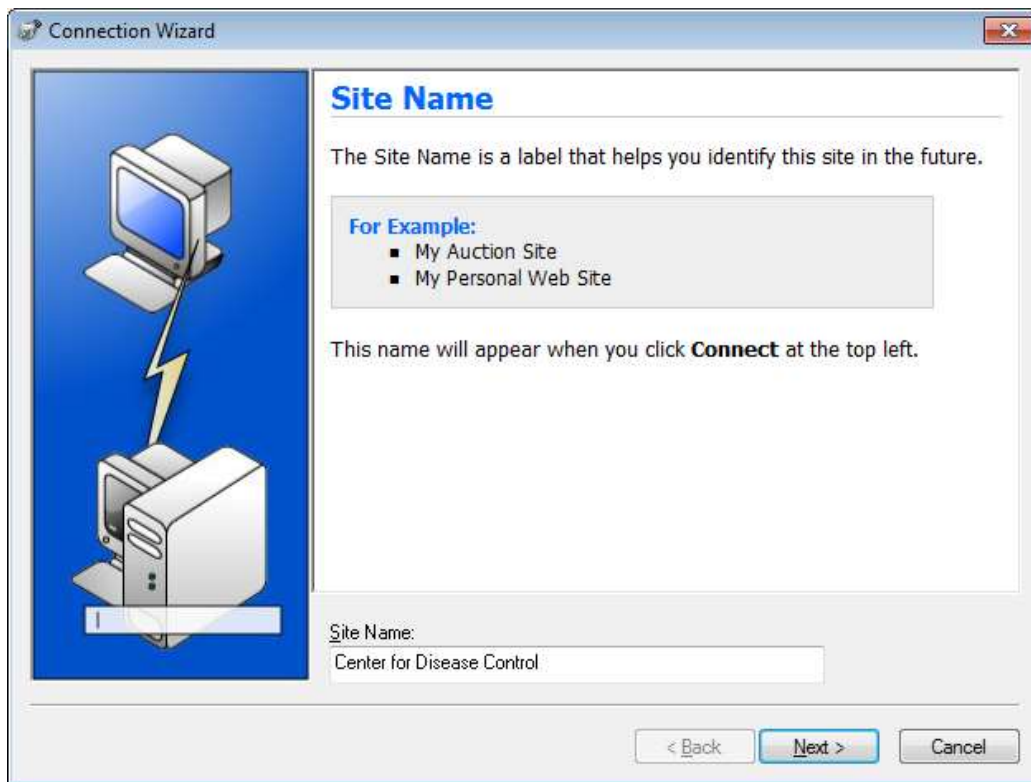 Connection Wizard
Site Name
The Site Name is a label that helps you identify this site in the future.
For Example:
My Auction Site
My Personal Web Site
This name will appear when you click Connect at the top left.
Site Name:
Center for Disease Control
< Back
Next >
Cancel